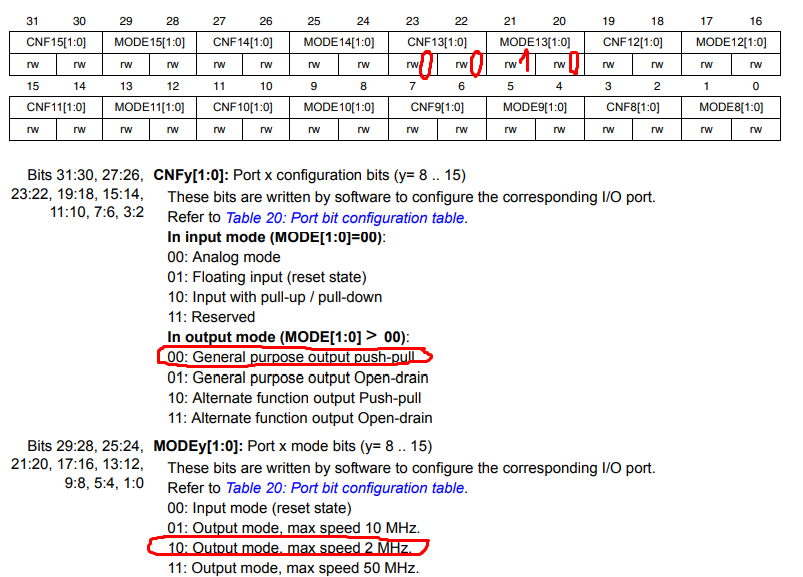 31 30 29 28 27 26 25 24 23 22 21 20 19 18 17 16
CNF15[1:0] MODE15[1:0] CNF14[1:0] MODE14[1:0] CNF13[1:0] MODE13[1:0] CNF12[1:0] MODE12[1:0]
rw rw rw rw rw rw rw rw rw 0 rw 0 rw 1 rw 0 rw rw rw rw
15 14 13 12 11 10 9 8 7 6 5 4 3 2 1 0
CNF11[1:0] MODE11[1:0] CNF10[1:0] MODE10[1:0] CNF9[1:0] MODE9[1:0] CNF8[1:0] MODE8[1:0]
rw rw rw rw rw rw rw rw rw rw rw rw rw rw rw rw
Bits 31:30, 27:26, CNFy[1:0]: Port x configuration bits (y= 8 .. 15)
23:22, 19:18, 15:14, These bits are written by software to configure the corresponding I/O port.
11:10, 7:6, 3:2 Refer to Table 20: Port bit configuration table.
In input mode (MODE[1:0]=00):
00: Analog mode
01: Floating input (reset state)
10: Input with pull-up / pull-down
11: Reserved
In output mode (MODE[1:0] > 00):
00: General purpose output push-pull
01: General purpose output Open-drain
10: Alternate function output Push-pull
11: Alternate function output Open-drain
Bits 29:28, 25:24, MODEy[1:0]: Port x mode bits (y= 8 .. 15)
21:20, 17:16, 13:12, These bits are written by software to configure the corresponding I/O port.
9:8, 5:4, 1:0 Refer to Table 20: Port bit configuration table.
00: Input mode (reset state)
01: Output mode, max speed 10 MHz.
10: Output mode, max speed 2 MHz.
11: Output mode, max speed 50 MHz.